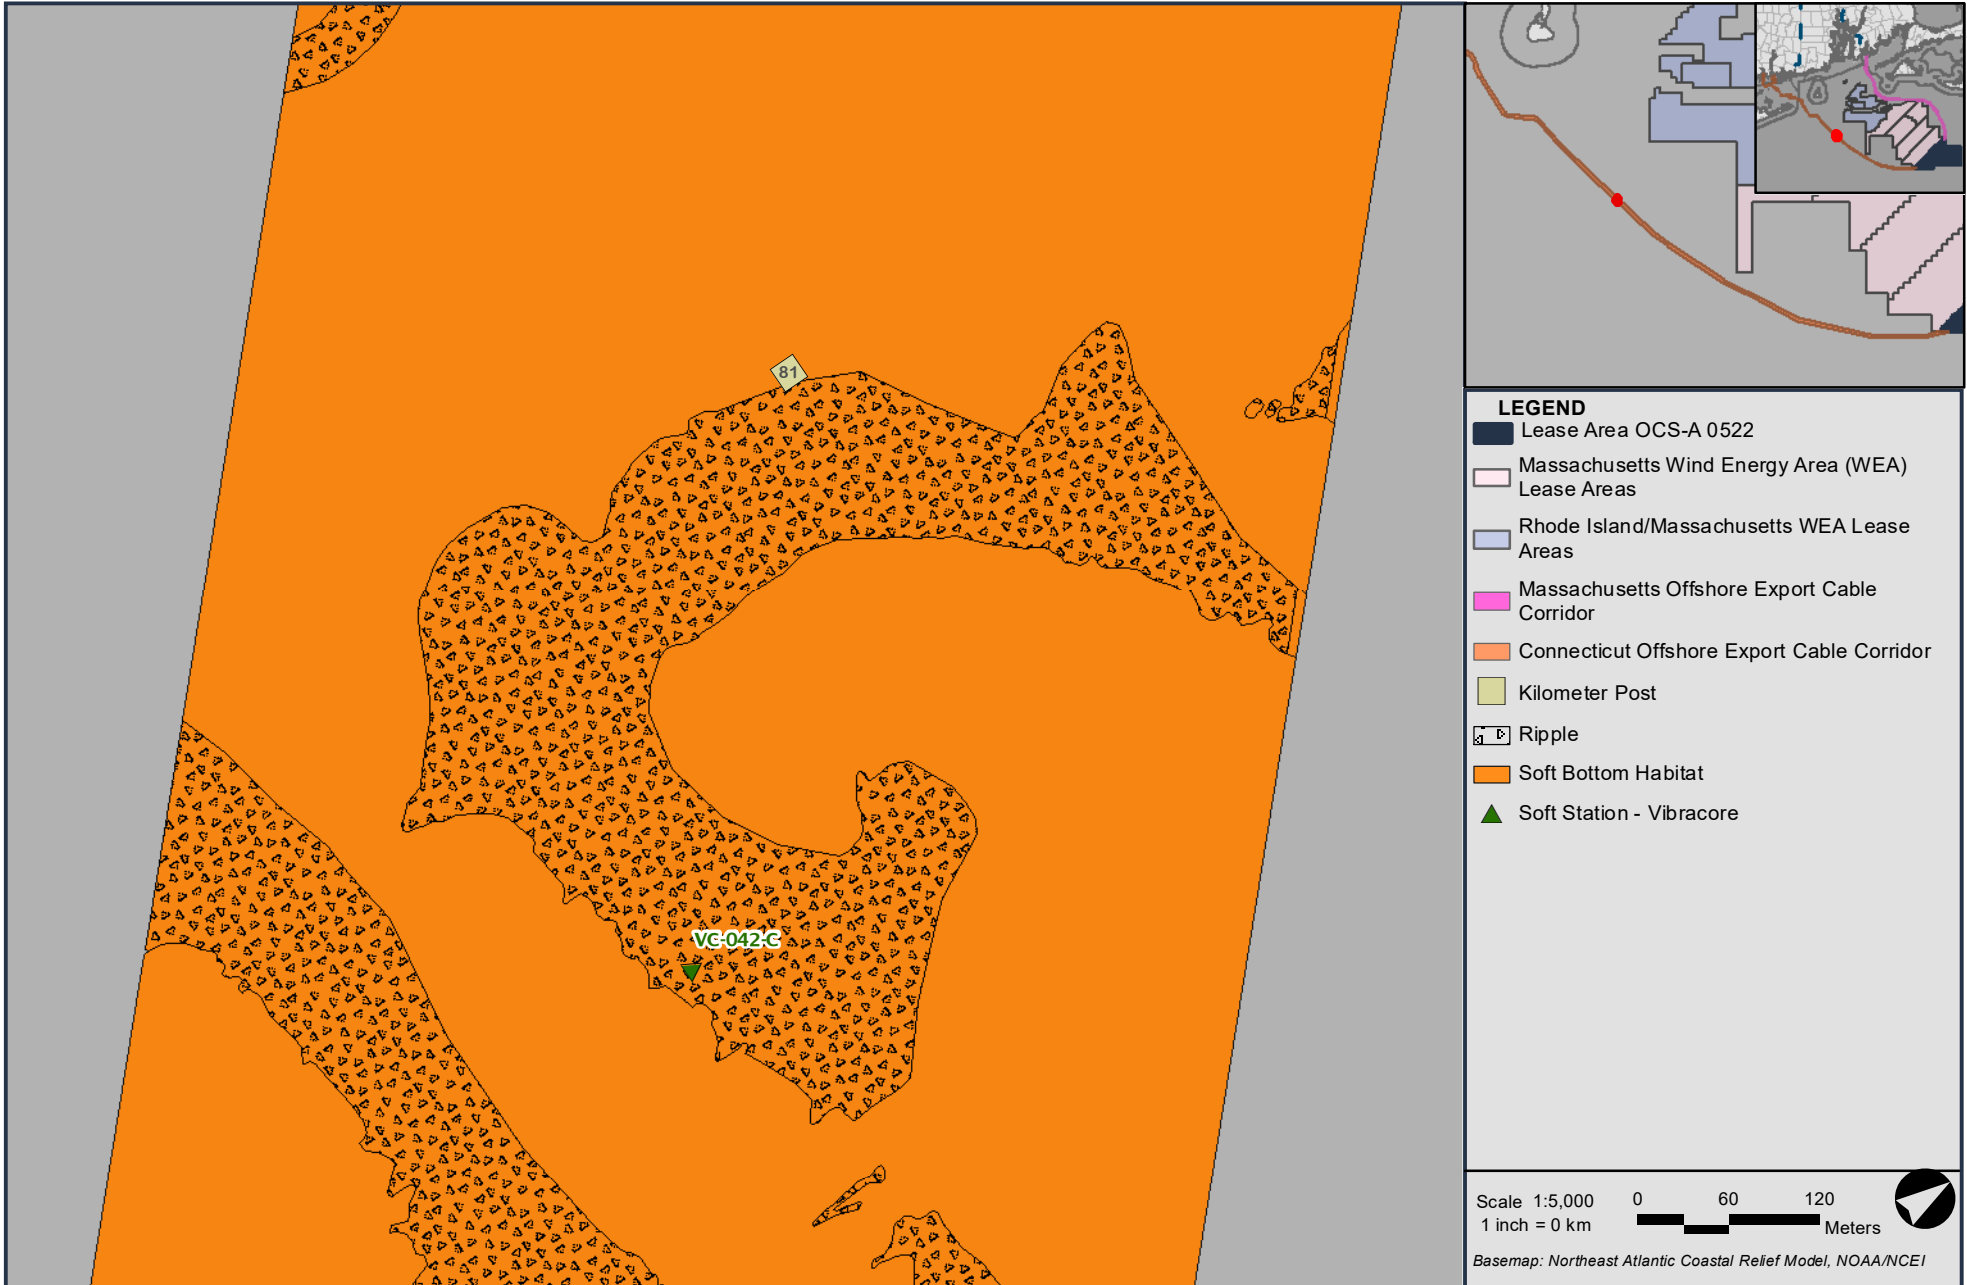 81
VC-042-C
LEGEND
Lease Area OCS-A 0522
Massachusetts Wind Energy Area (WEA)
Lease Areas
Rhode Island/Massachusetts WEA Lease
Areas
Massachusetts Offshore Export Cable
Corridor
Connecticut Offshore Export Cable Corridor
Kilometer Post
Ripple
Soft Bottom Habitat
Soft Station - Vibracore
Scale 1:5,000
1 inch = 0 km
0 60 120
Meters
Basemap: Northeast Atlantic Coastal Relief Model, NOAA/NCEI